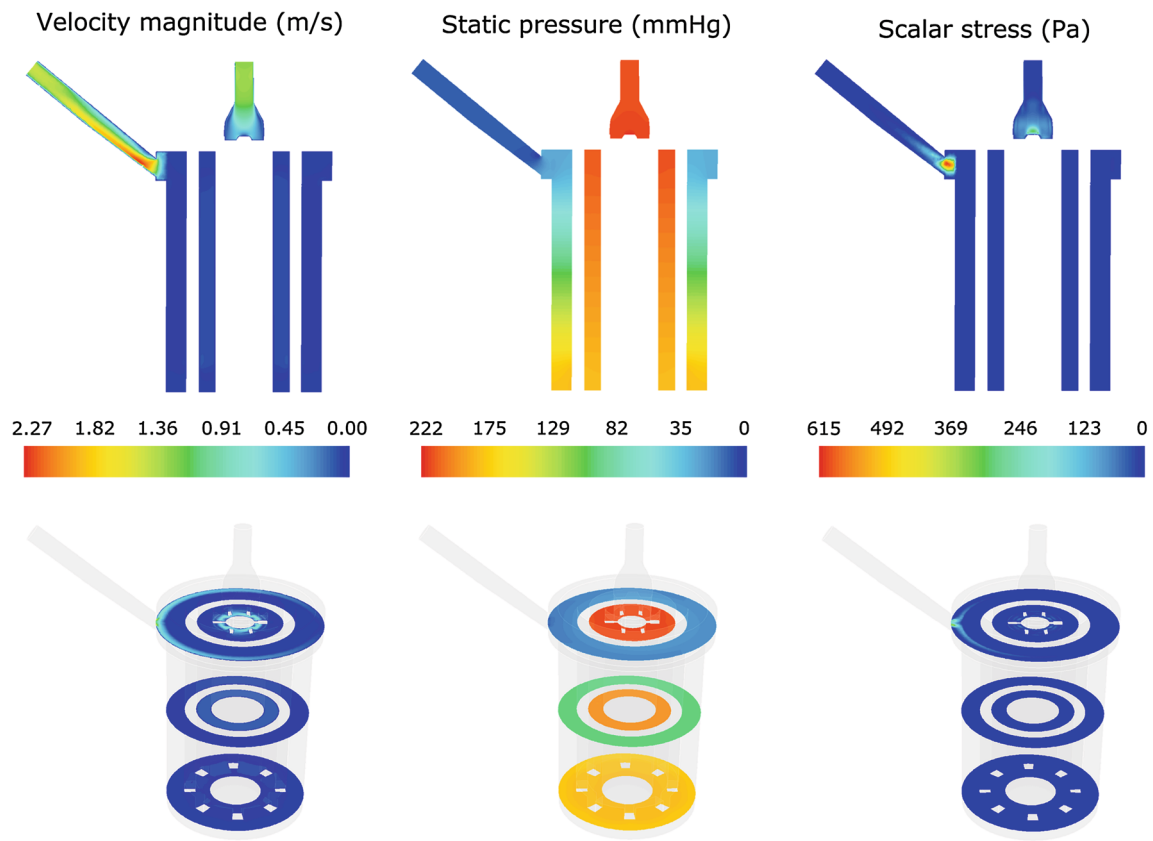 Velocity magnitude (m/s)
Static pressure (mmHg)
Scalar stress (Pa)
2.27 1.82 1.36 0.91 0.45 0.00
222 175 129 82 35 0
615 492 369 246 123 0